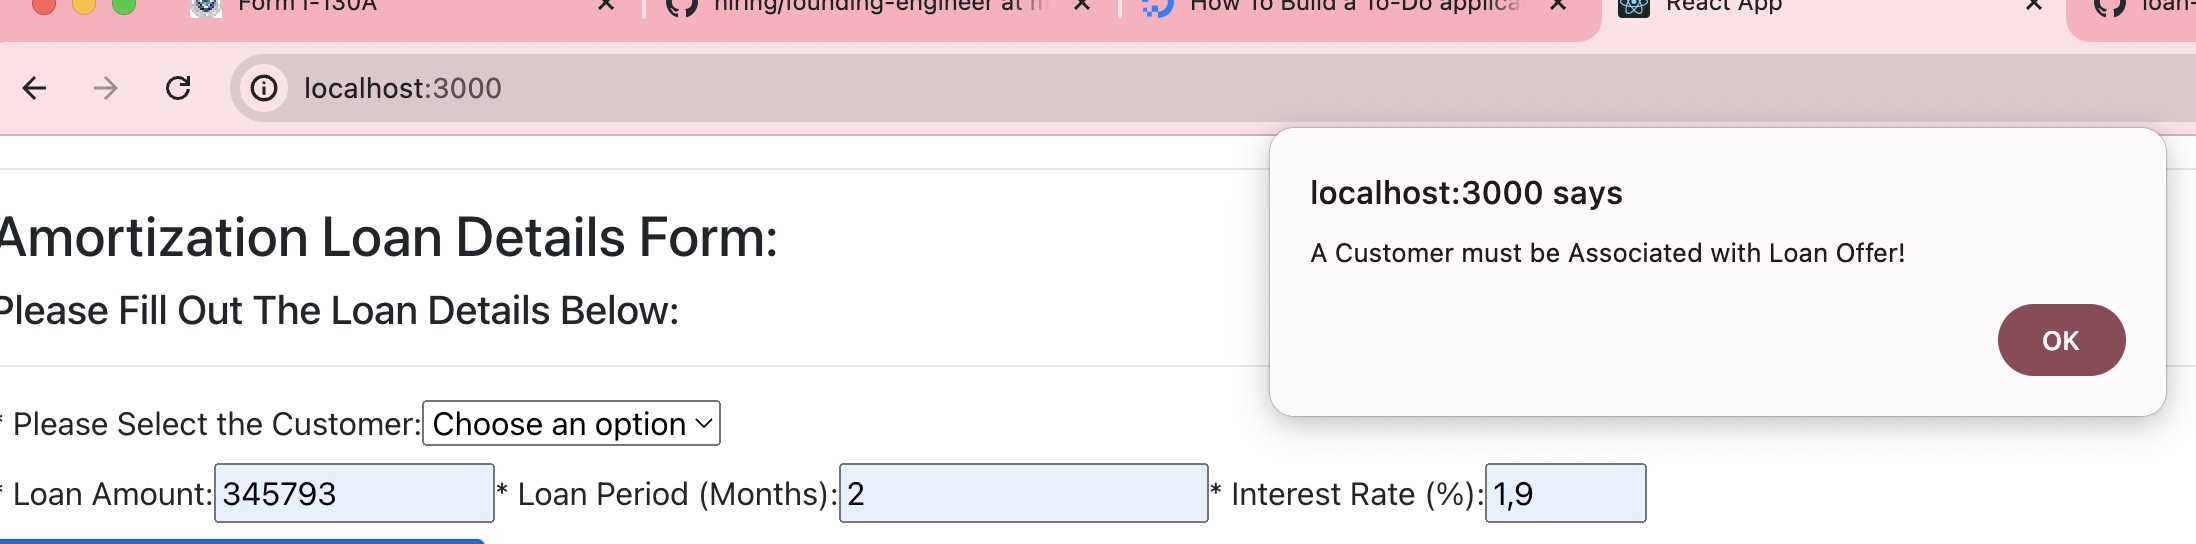 Form I-130A
hiring/founding-engineer at
How To Build a To-Do applica
React App
loan-
localhost:3000
localhost:3000 says
A Customer must be Associated with Loan Offer!
OK
Amortization Loan Details Form:
Please Fill Out The Loan Details Below:
* Please Select the Customer: Choose an option
* Loan Amount: 345793 * Loan Period (Months): 2 * Interest Rate (%): 1,9